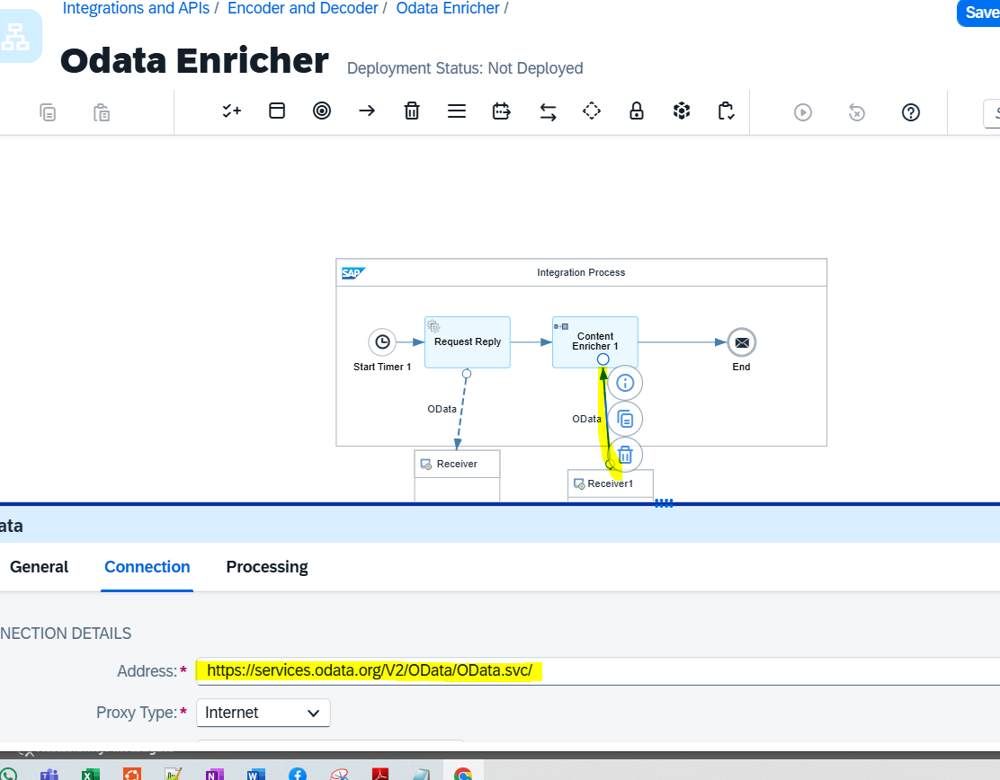 Integrations and APIs / Encoder and Decoder / Odata Enricher /
Save
Odata Enricher Deployment Status: Not Deployed
SAP Integration Process
Request Reply
Content
Enricher 1
Start Timer 1
End
OData
OData
Receiver
Receiver1
ata
General Connection Processing
NECTION DETAILS
Address:* https://services.odata.org/V2/OData/OData.svc/
Proxy Type:* Internet